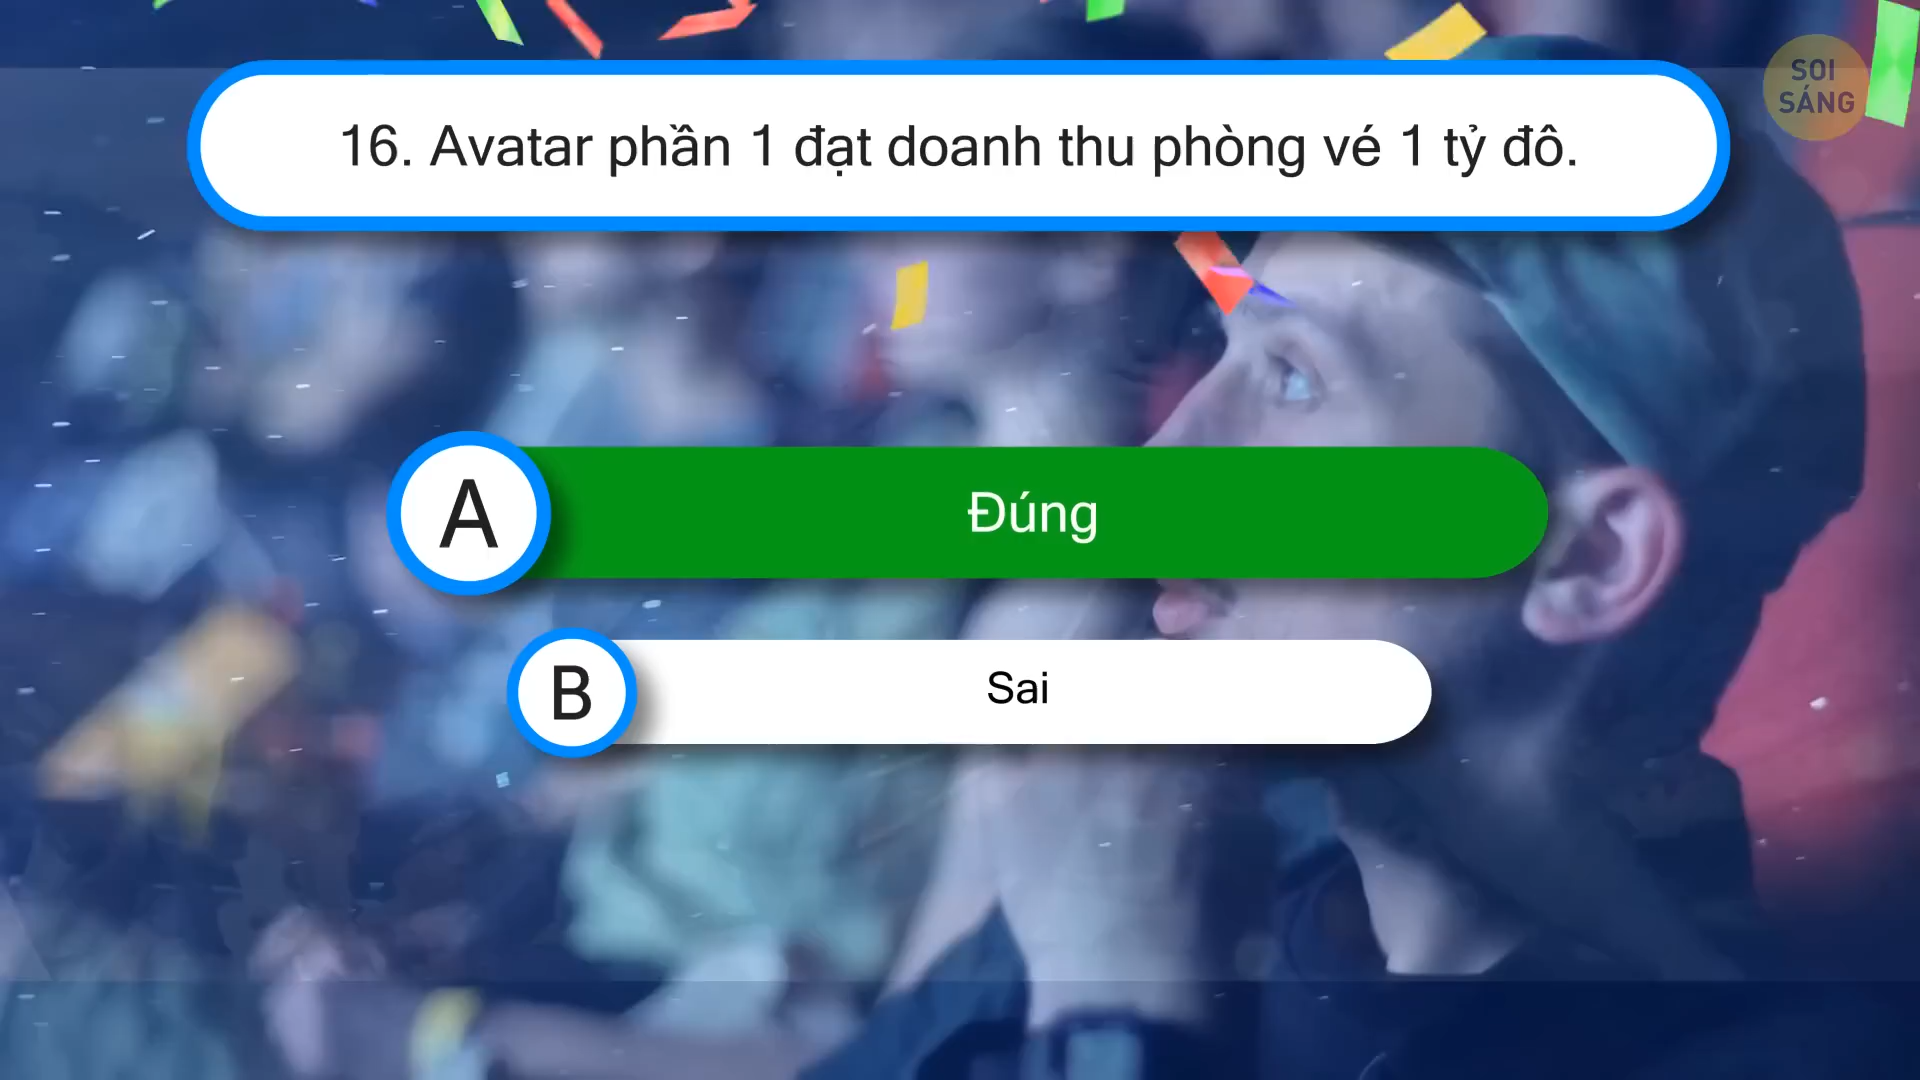 SOI
SÁNG
16. Avatar phần 1 đạt doanh thu phòng vé 1 tỷ đô.
A
Đúng
B
Sai